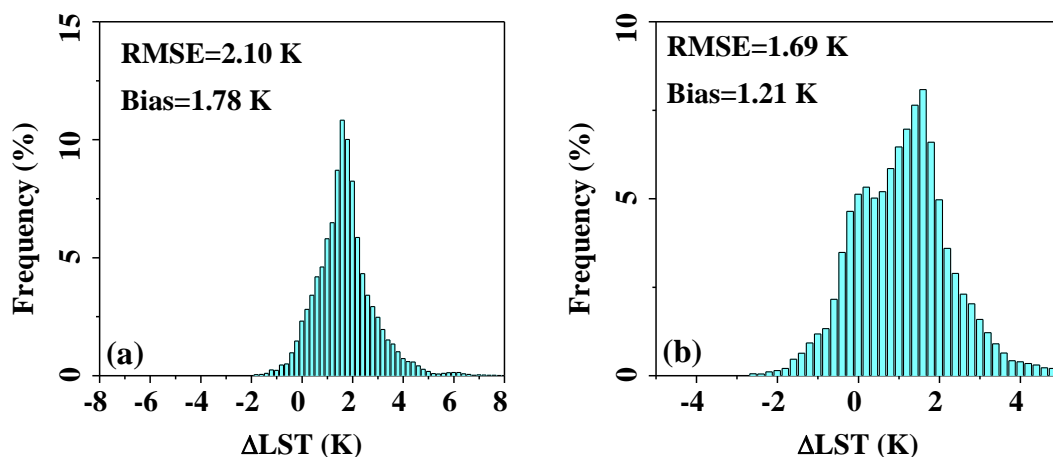 15
RMSE=2.10 K
Bias=1.78 K
10
Frequency (%)
5
(a)
0
-8 -6 -4 -2 0 2 4 6 8
ΔLST (K)
10
RMSE=1.69 K
Bias=1.21 K
Frequency (%)
5
(b)
0
-4 -2 0 2 4
ΔLST (K)